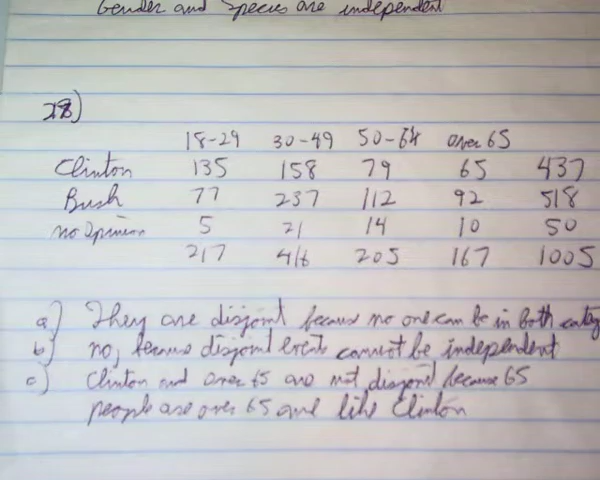 Gender and Species are independent
28)
18-29 30-49 50-64 over 65
Clinton 135 158 79 65 437
Bush 77 237 112 92 518
no Opinion 5 21 14 10 50
217 416 205 167 1005
a) They are disjoint because no one can be in both
b) no, because disjoint events cannot be independent
c) Clinton and over 65 are not disjoint because 65
people are over 65 and like Clinton